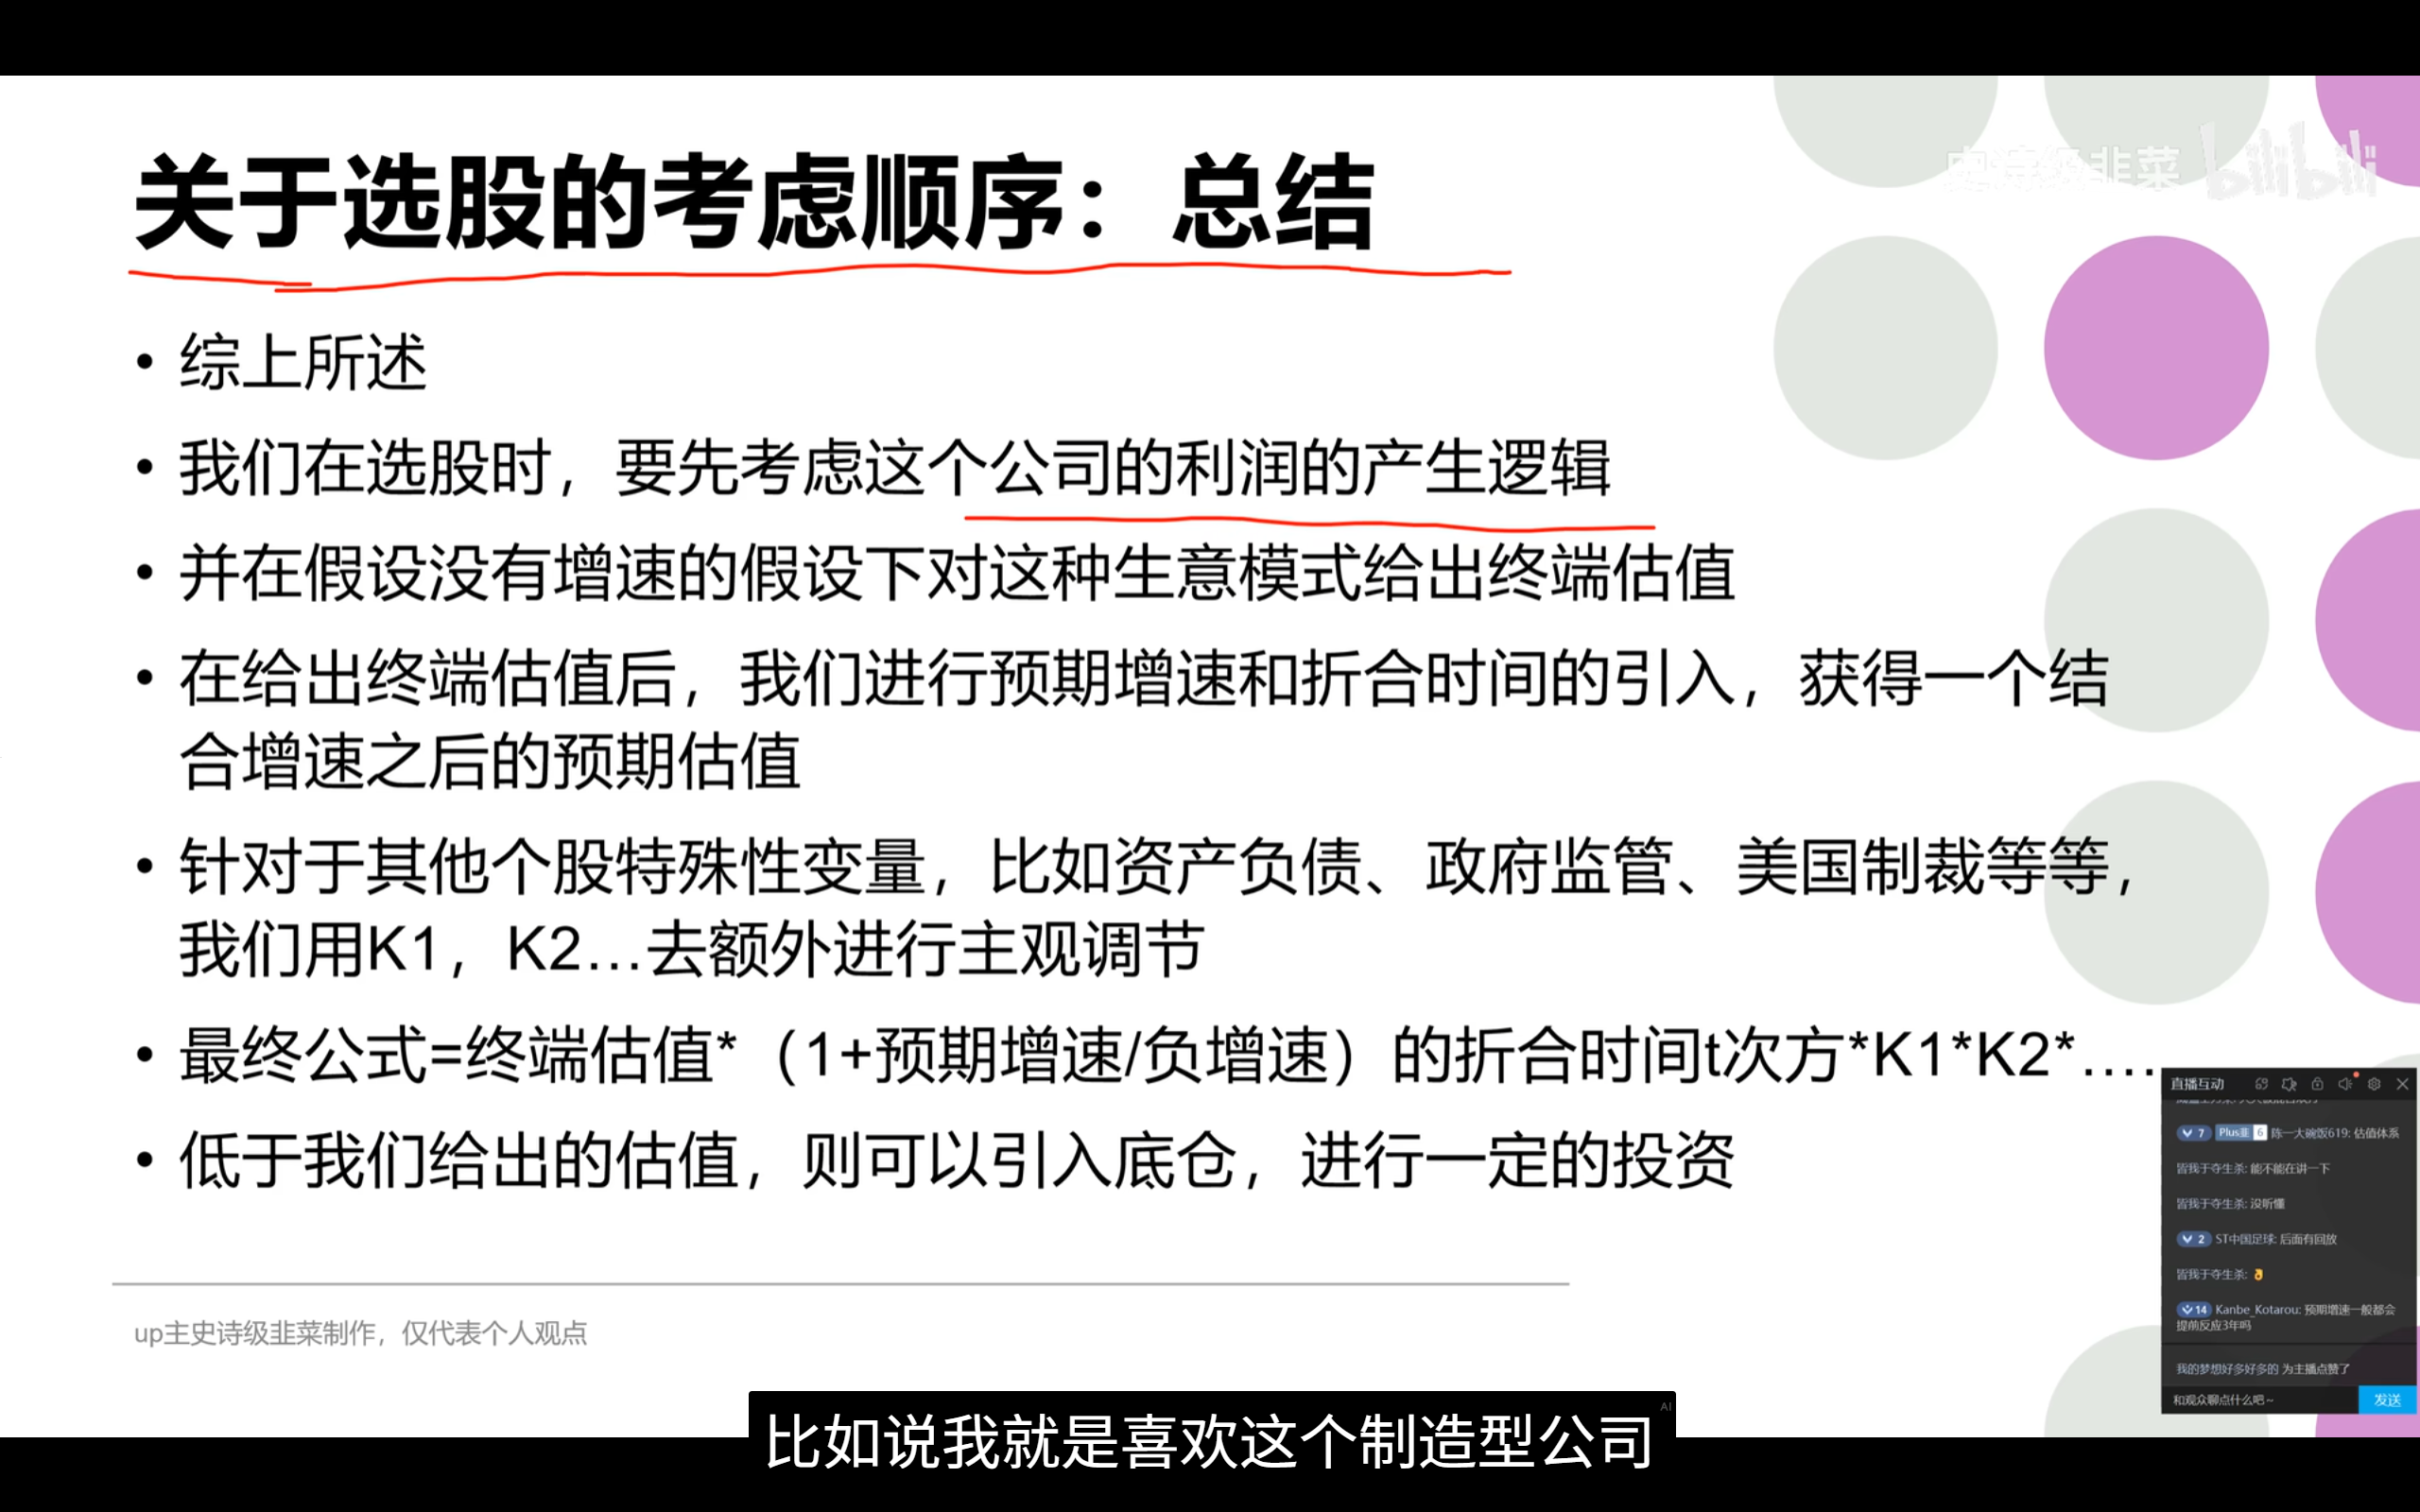 关于选股的考虑顺序：总结
史诗级韭菜 bilibili
• 综上所述
• 我们在选股时，要先考虑这个公司的利润的产生逻辑
• 并在假设没有增速的假设下对这种生意模式给出终端估值
• 在给出终端估值后，我们进行预期增速和折合时间的引入，获得一个结
合增速之后的预期估值
• 针对于其他个股特殊性变量，比如资产负债、政府监管、美国制裁等等，
我们用K1，K2...去额外进行主观调节
• 最终公式=终端估值*（1+预期增速/负增速）的折合时间t次方*K1*K2*....
• 低于我们给出的估值，则可以引入底仓，进行一定的投资
up主史诗级韭菜制作，仅代表个人观点
直播互动
7 Plus韭 6 陈一大碗饭619: 估值体系
皆我于夺生杀: 能不能在讲一下
皆我于夺生杀: 没听懂
2 ST中国足球: 后面有回放
皆我于夺生杀: 👌
14 Kanbe_Kotarou: 预期增速一般都会
提前反应3年吗
我的梦想好多好多的 为主播点赞了
和观众聊点什么吧~ 发送
AI
比如说我就是喜欢这个制造型公司